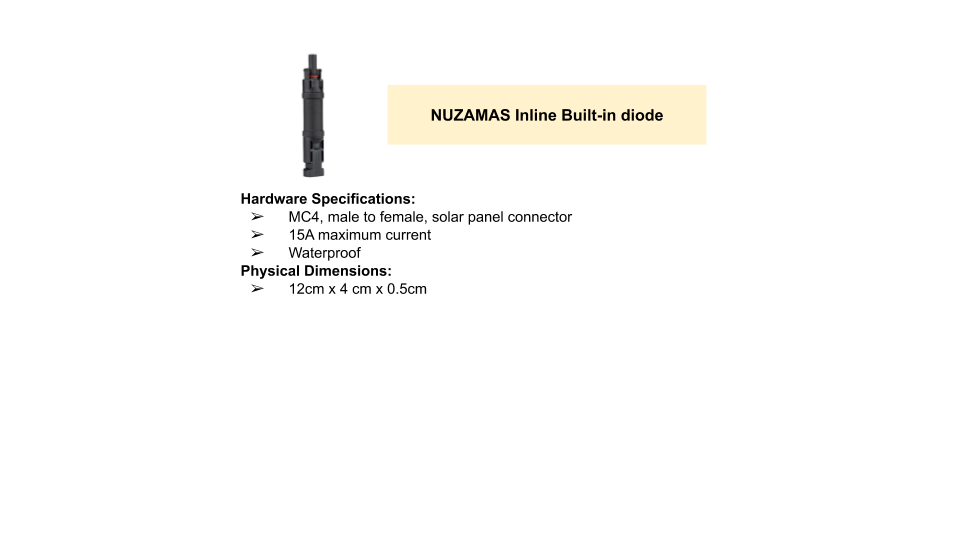 NUZAMAS Inline Built-in diode
Hardware Specifications:
➢ MC4, male to female, solar panel connector
➢ 15A maximum current
➢ Waterproof
Physical Dimensions:
➢ 12cm x 4 cm x 0.5cm